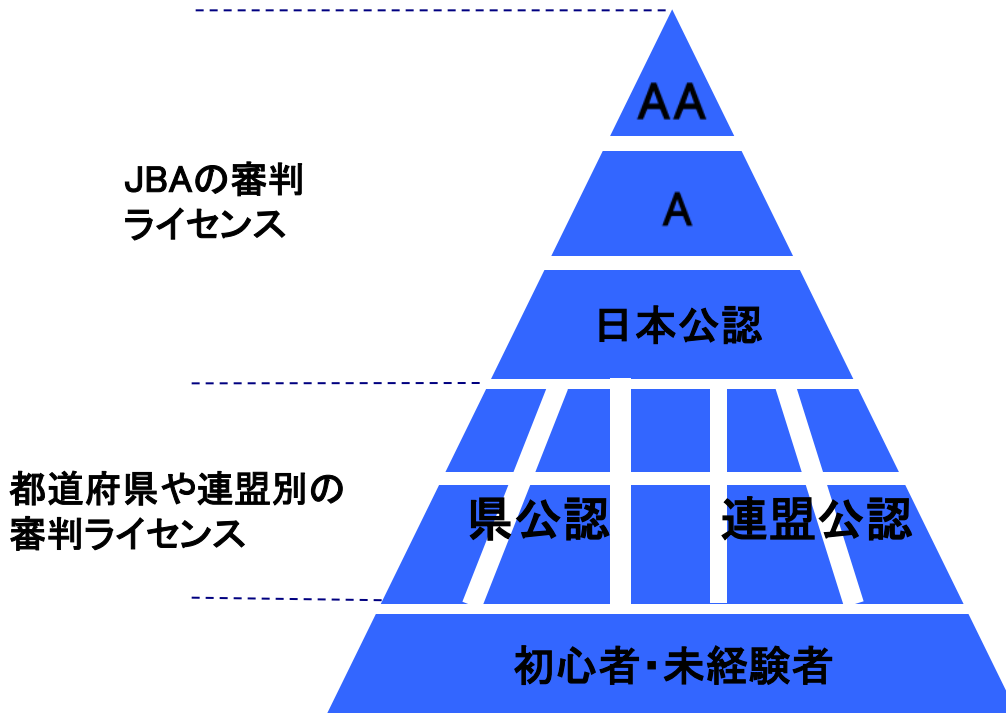 AA
JBAの審判
ライセンス
A
日本公認
都道府県や連盟別の
審判ライセンス
県公認
連盟公認
初心者・未経験者